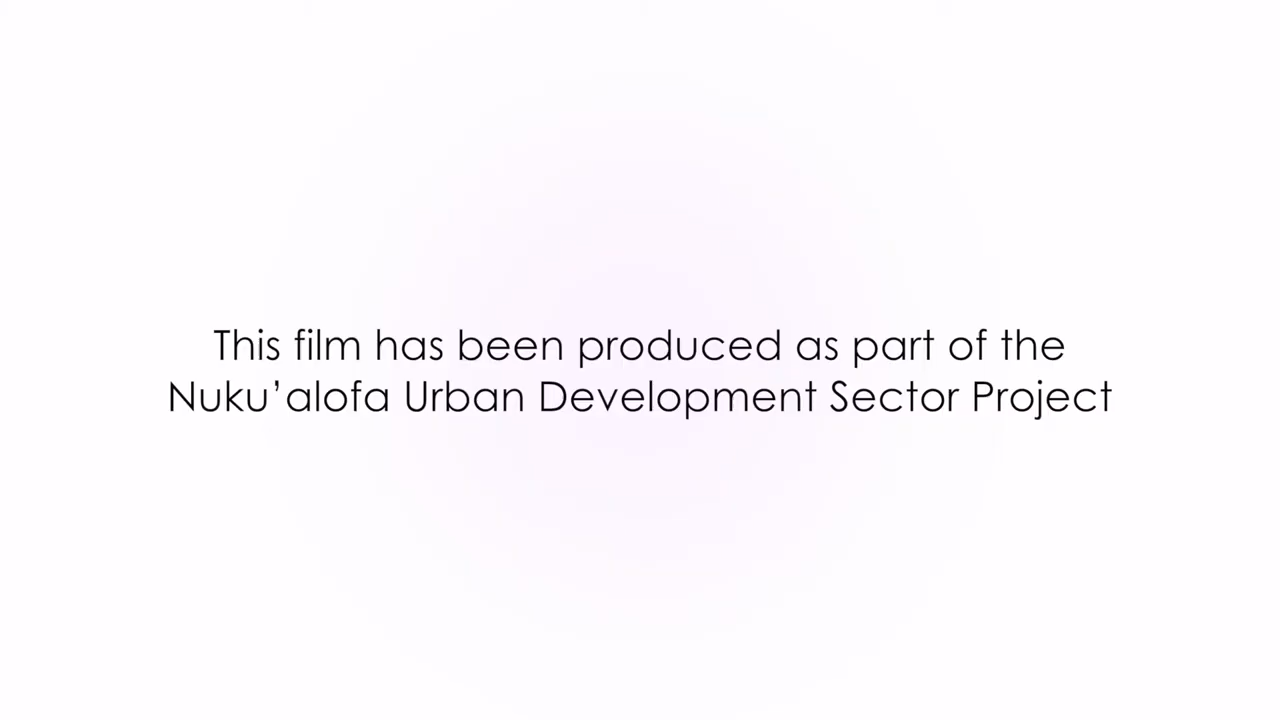 This film has been produced as part of the
Nuku’alofa Urban Development Sector Project